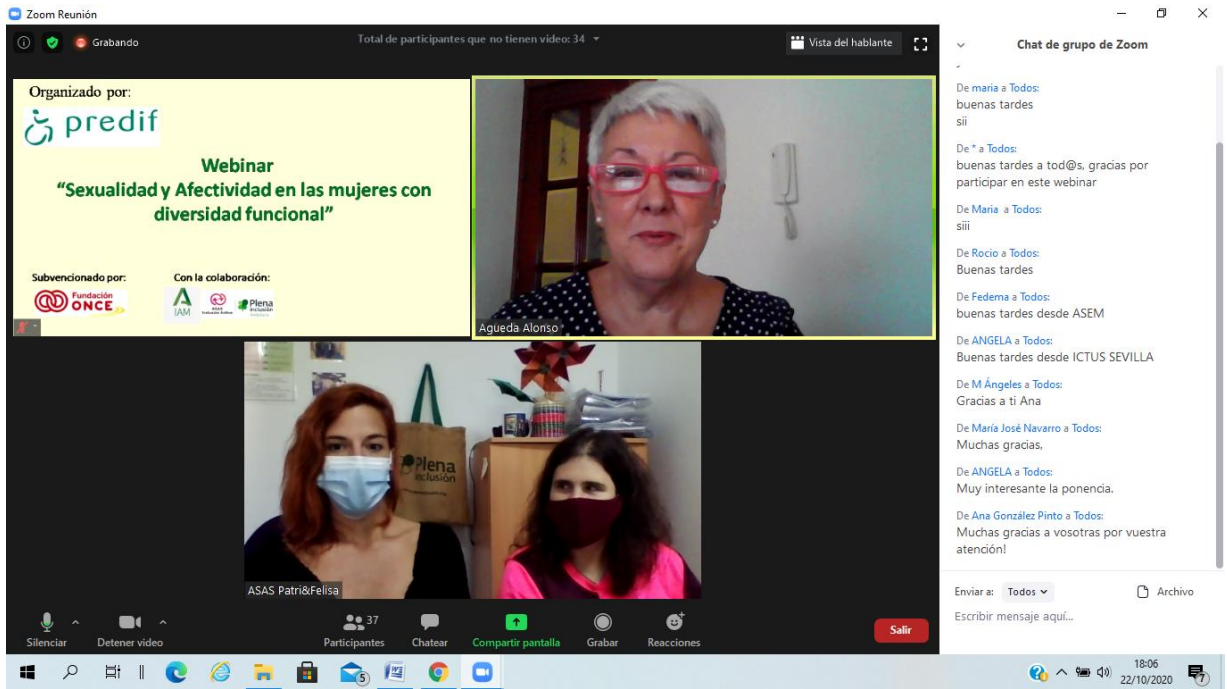 Zoom Reunión
Grabando
Total de participantes que no tienen video: 34
Vista del hablante
Organizado por:
predif
Webinar
“Sexualidad y Afectividad en las mujeres con
diversidad funcional”
Subvencionado por:
Con la colaboración:
Fundación
ONCE
IAM
ASAS
Plena
inclusión
Agueda Alonso
Plena
inclusión
ASAS Patri&Felisa
Silenciar
Detener video
37
Participantes
Chatear
Compartir pantalla
Grabar
Reacciones
Salir
Chat de grupo de Zoom
De maria a Todos:
buenas tardes
sii
De * a Todos:
buenas tardes a tod@s, gracias por
participar en este webinar
De Maria a Todos:
siii
De Rocio a Todos:
Buenas tardes
De Federna a Todos:
buenas tardes desde ASEM
De ANGELA a Todos:
Buenas tardes desde ICTUS SEVILLA
De M Ángeles a Todos:
Gracias a ti Ana
De María José Navarro a Todos:
Muchas gracias,
De ANGELA a Todos:
Muy interesante la ponencia.
De Ana González Pinto a Todos:
Muchas gracias a vosotras por vuestra
atención!
Enviar a: Todos
Archivo
Escribir mensaje aquí...
5
18:06
22/10/2020
7